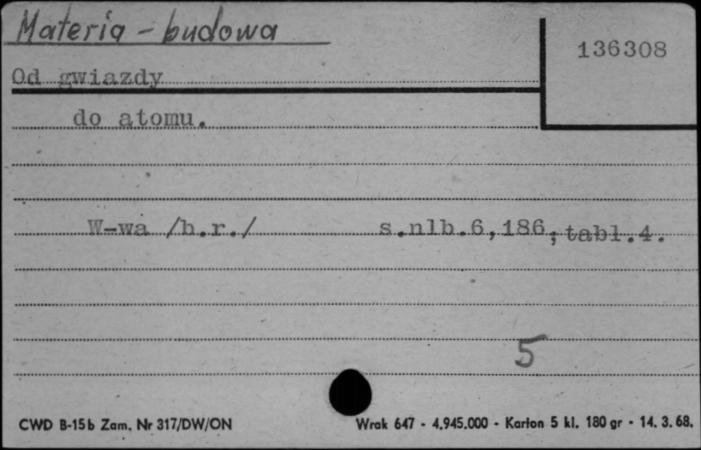 Materia - budowa
136308
Od gwiazdy
do atomu.
W-wa /b.r./ s.nlb.6,186,tabl.4.
5
CWD B-15b Zam. Nr 317/DW/ON Wrak 647 - 4.945.000 - Karton 5 kl. 180 gr - 14. 3. 68.